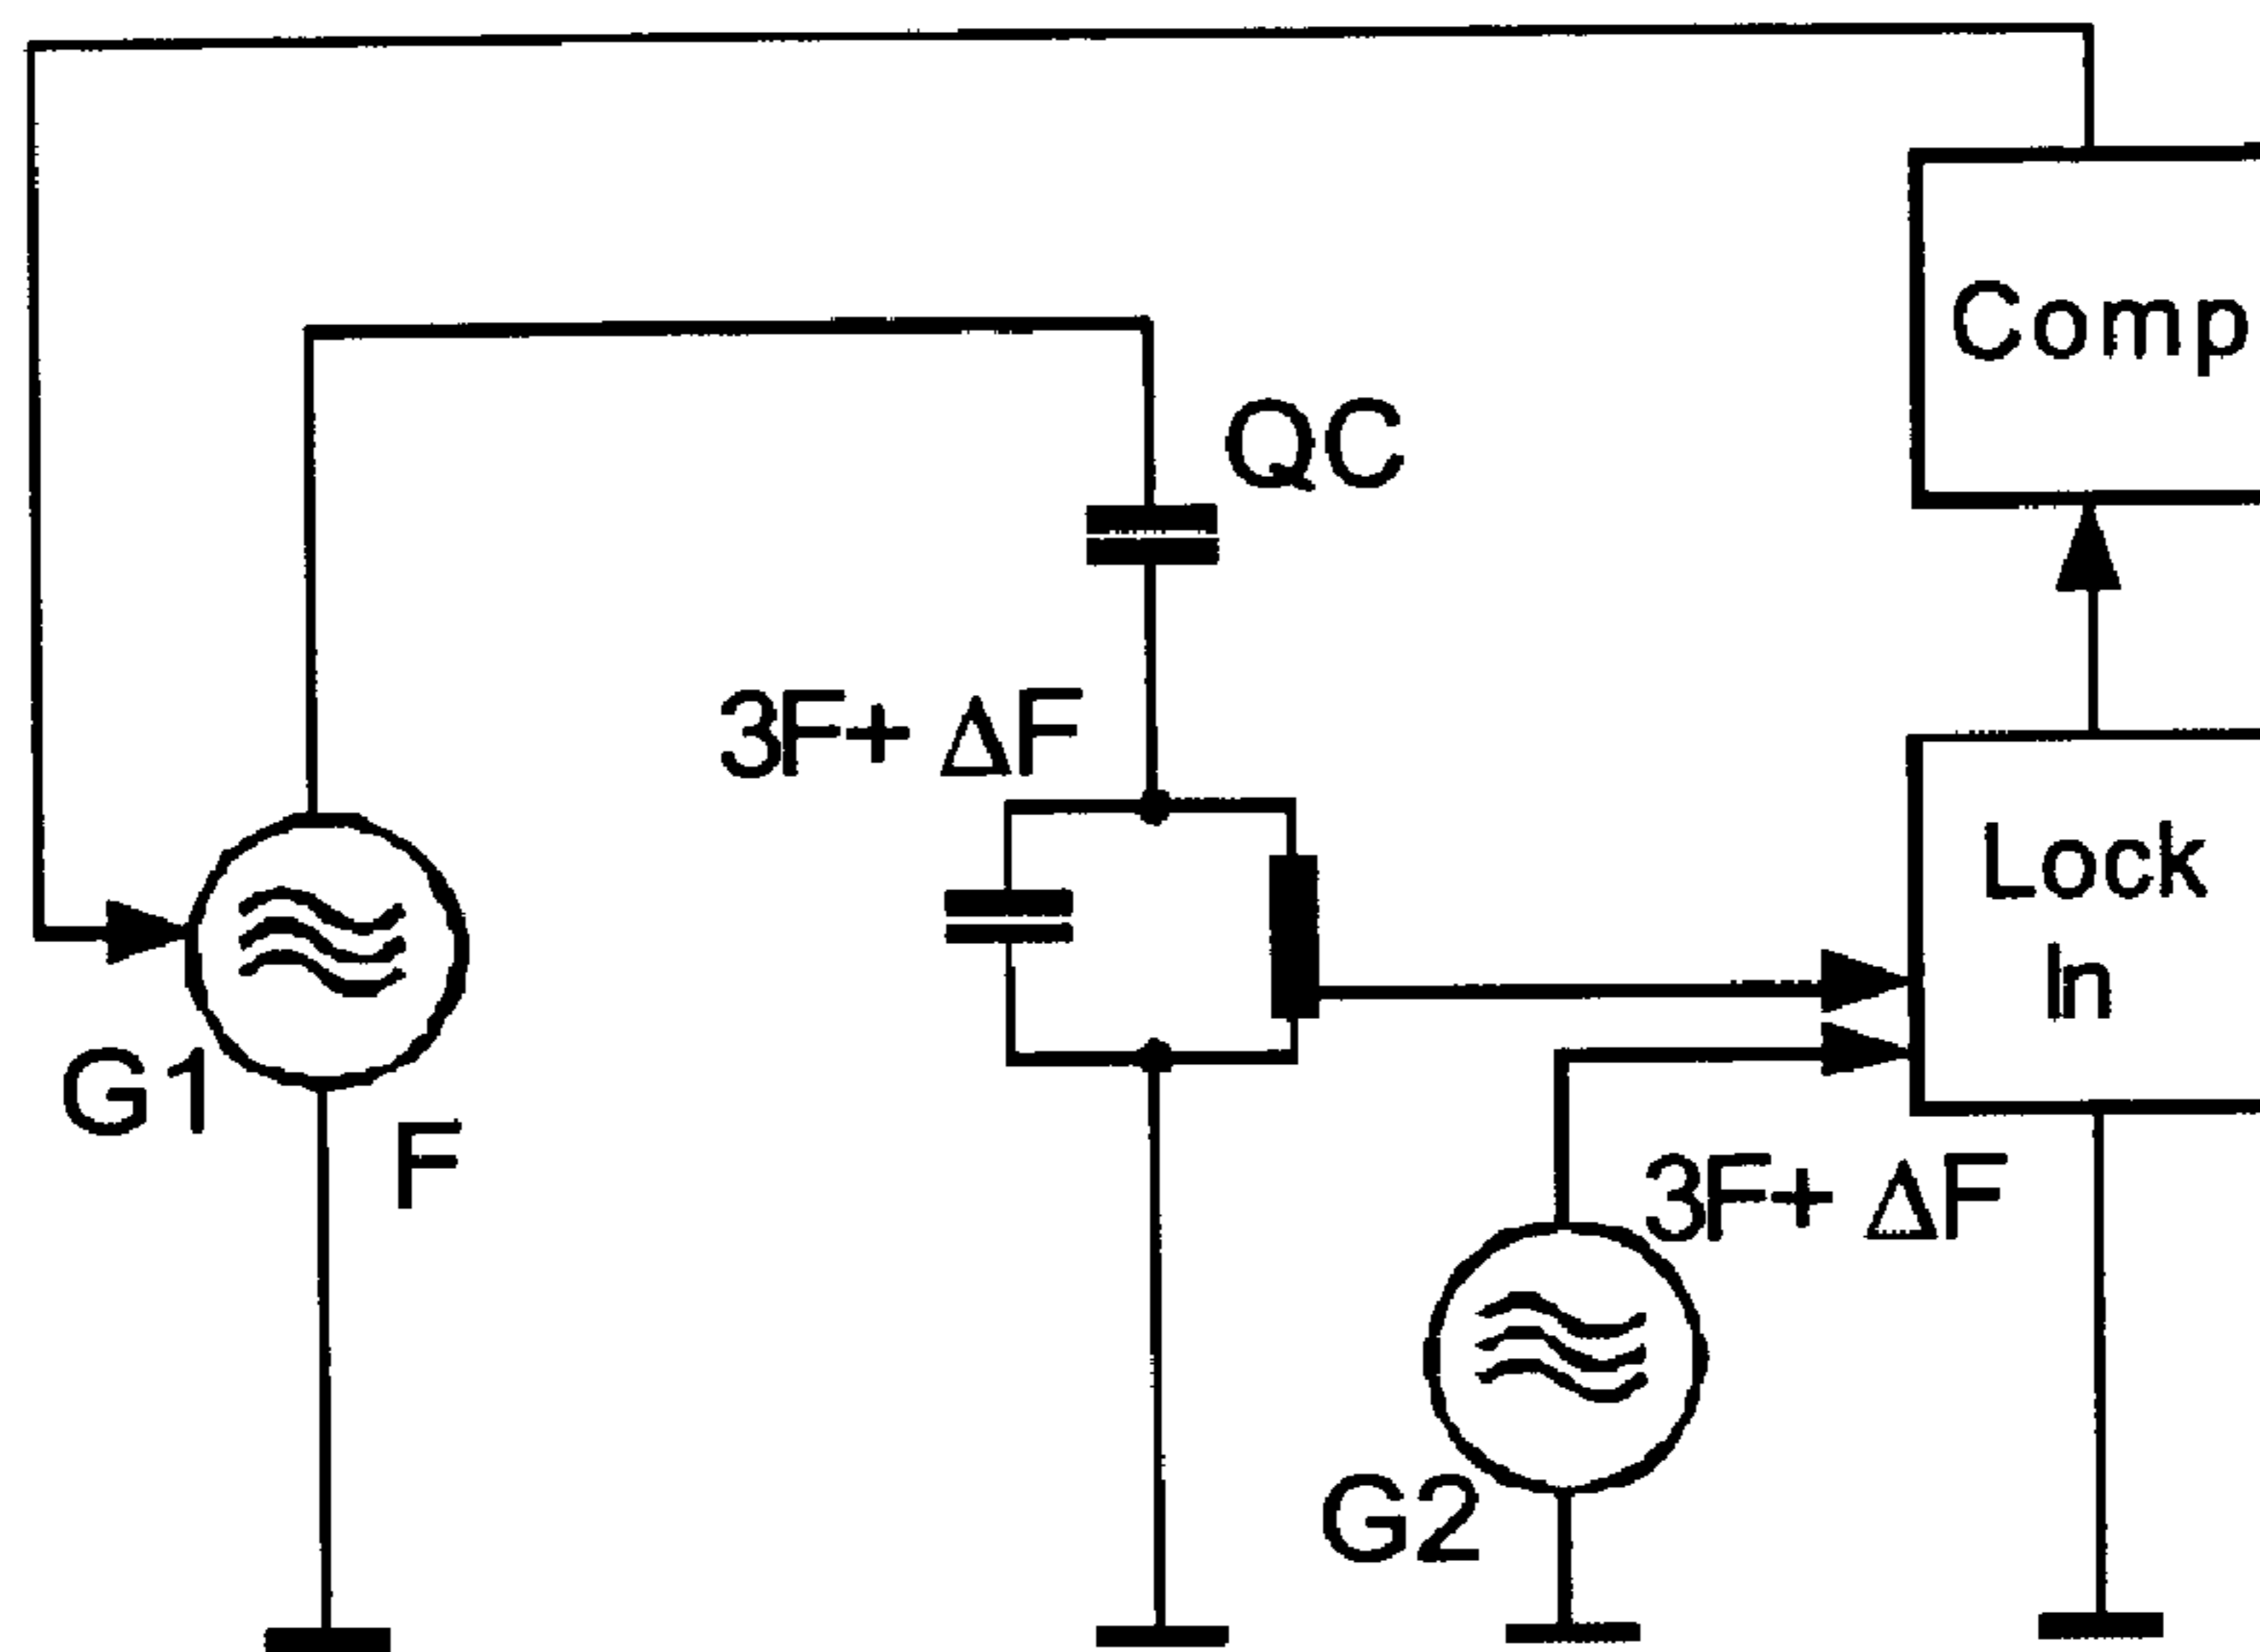 Comp
QC
3F+ ΔF
Lock
In
G1
F
3F+ ΔF
G2